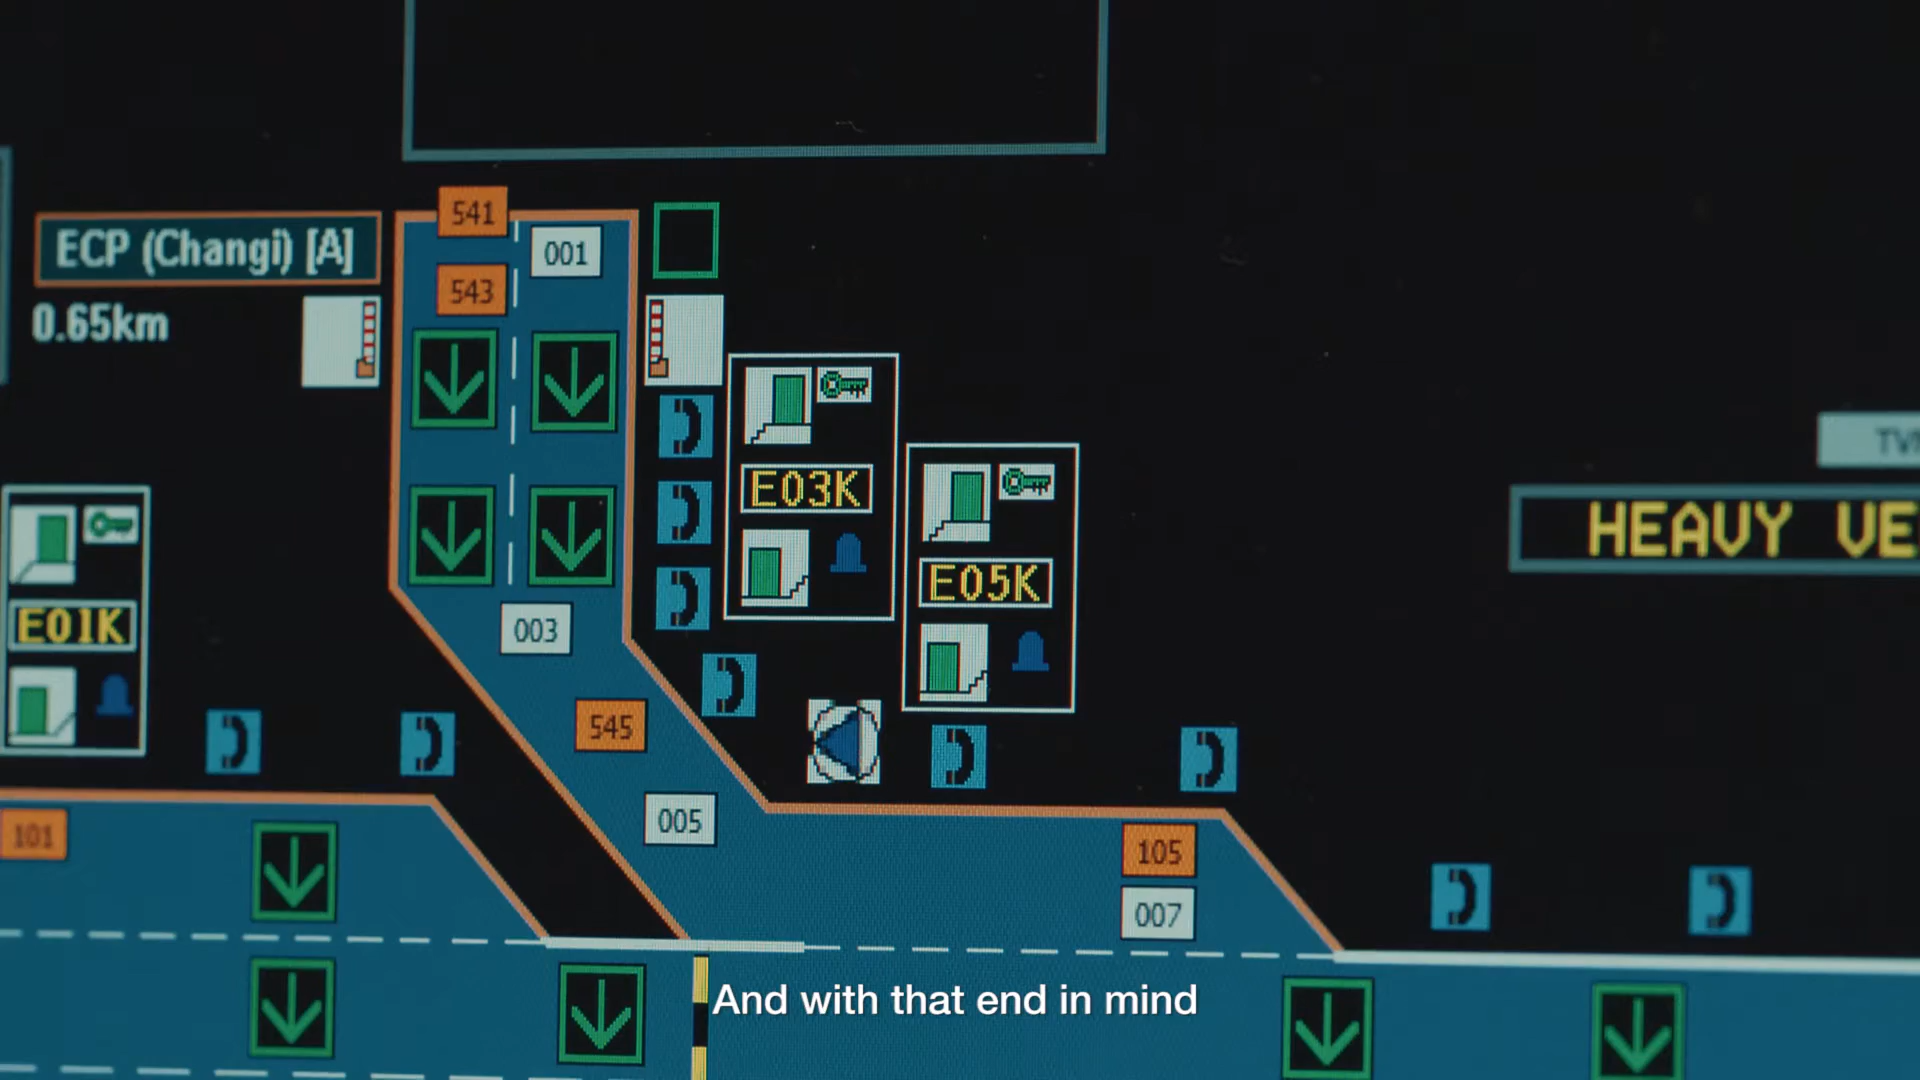 541
ECP (Changi) [A]
001
543
0.65km
E03K
HEAVY VE
E05K
E01K
003
545
005
101
105
007
And with that end in mind